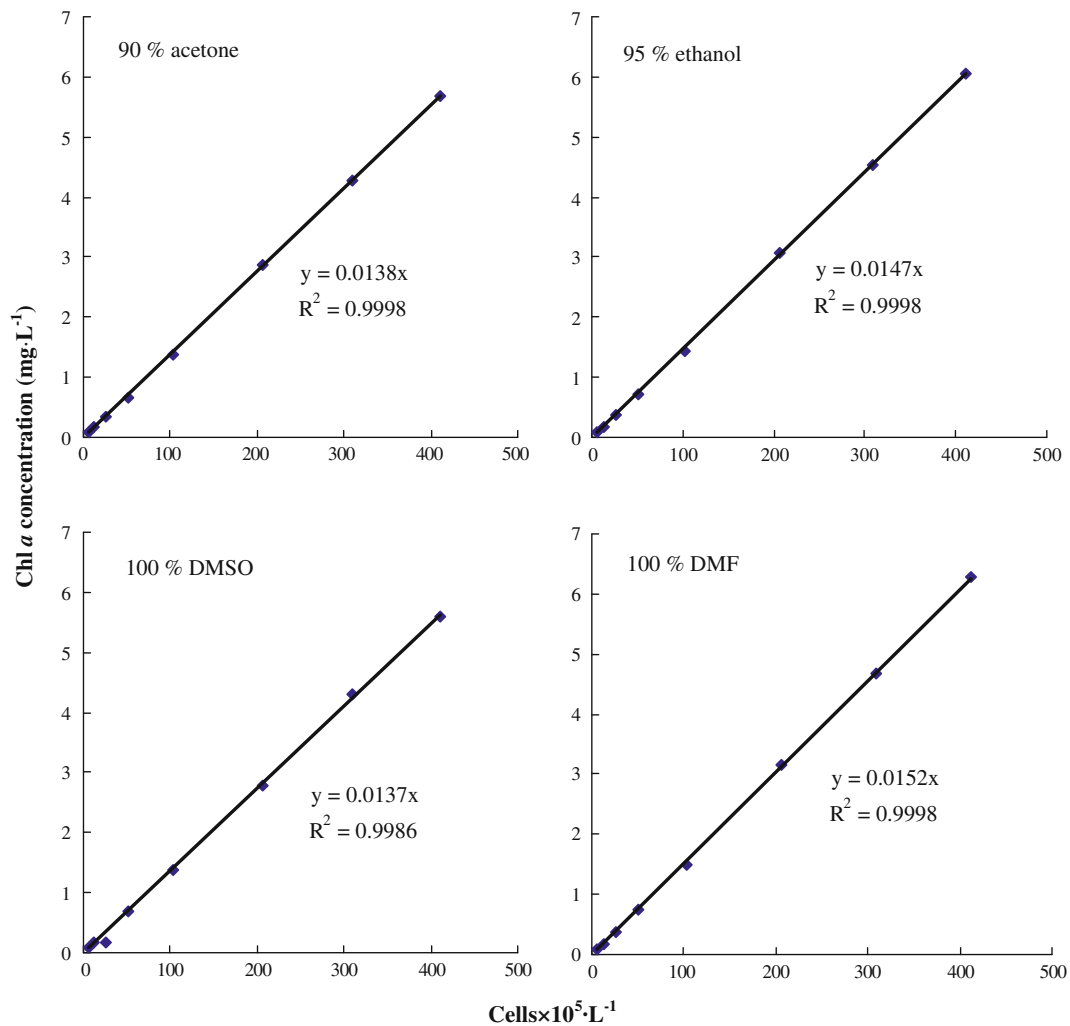 Chl a concentration (mg·L-1)
7
6
5
4
3
2
1
0
90 % acetone
y = 0.0138x
R2 = 0.9998
0 100 200 300 400 500
7
6
5
4
3
2
1
0
95 % ethanol
y = 0.0147x
R2 = 0.9998
0 100 200 300 400 500
7
6
5
4
3
2
1
0
100 % DMSO
y = 0.0137x
R2 = 0.9986
0 100 200 300 400 500
7
6
5
4
3
2
1
0
100 % DMF
y = 0.0152x
R2 = 0.9998
0 100 200 300 400 500
Cells×105·L-1